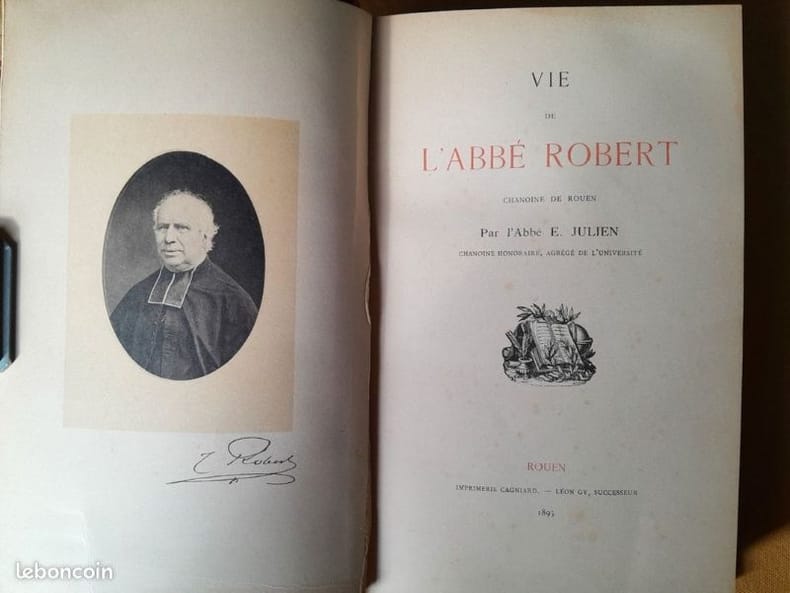 Robert
leboncoin
VIE
DE
L'ABBÉ ROBERT
CHANOINE DE ROUEN
Par l'Abbé E. JULIEN
CHANOINE HONORAIRE, AGRÉGÉ DE L'UNIVERSITÉ
ROUEN
IMPRIMERIE CAGNIARD. — LÉON GY, SUCCESSEUR